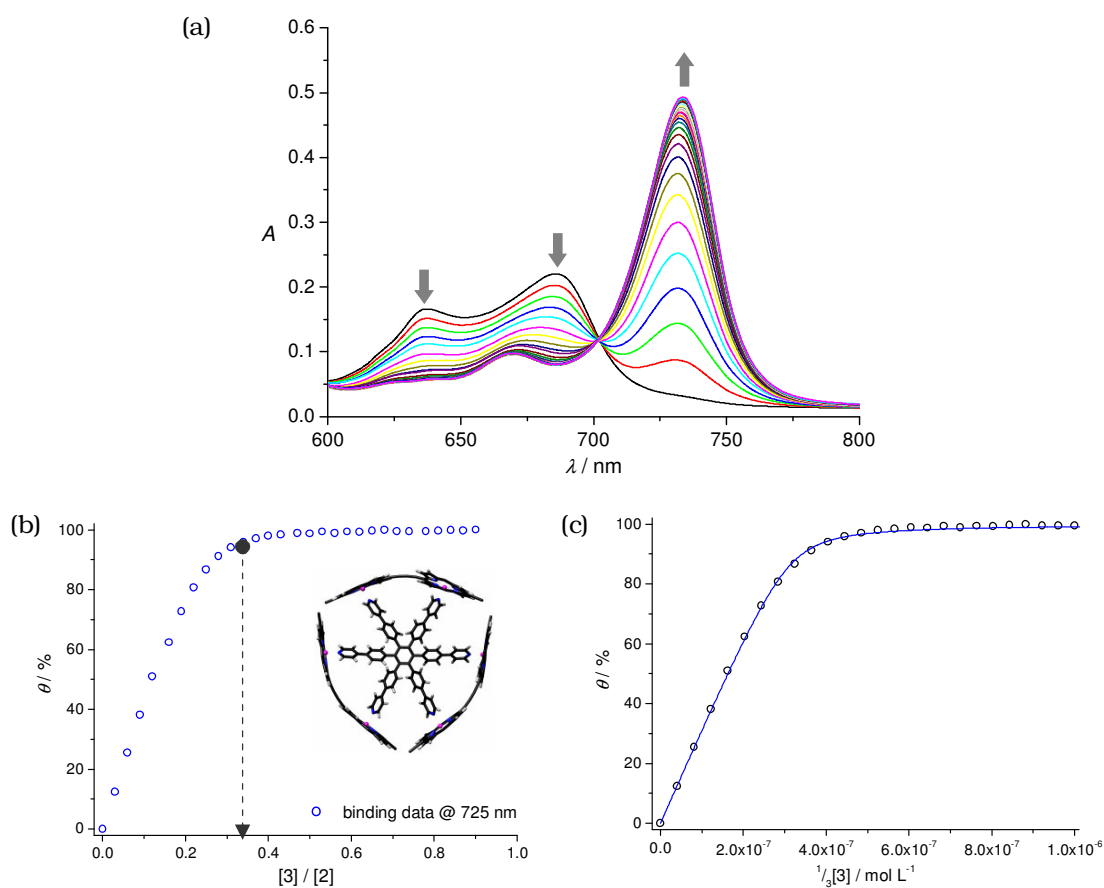 (a)
0.6
0.5
0.4
0.3
0.2
0.1
0.0
A
600
650
700
750
800
λ / nm
(b)
100
80
60
40
20
0
θ / %
binding data @ 725 nm
0.0
0.2
0.4
0.6
0.8
1.0
[3] / [2]
(c)
100
80
60
40
20
0
θ / %
0.0
2.0x10⁻⁷
4.0x10⁻⁷
6.0x10⁻⁷
8.0x10⁻⁷
1.0x10⁻⁶
¹/₃[3] / mol L⁻¹